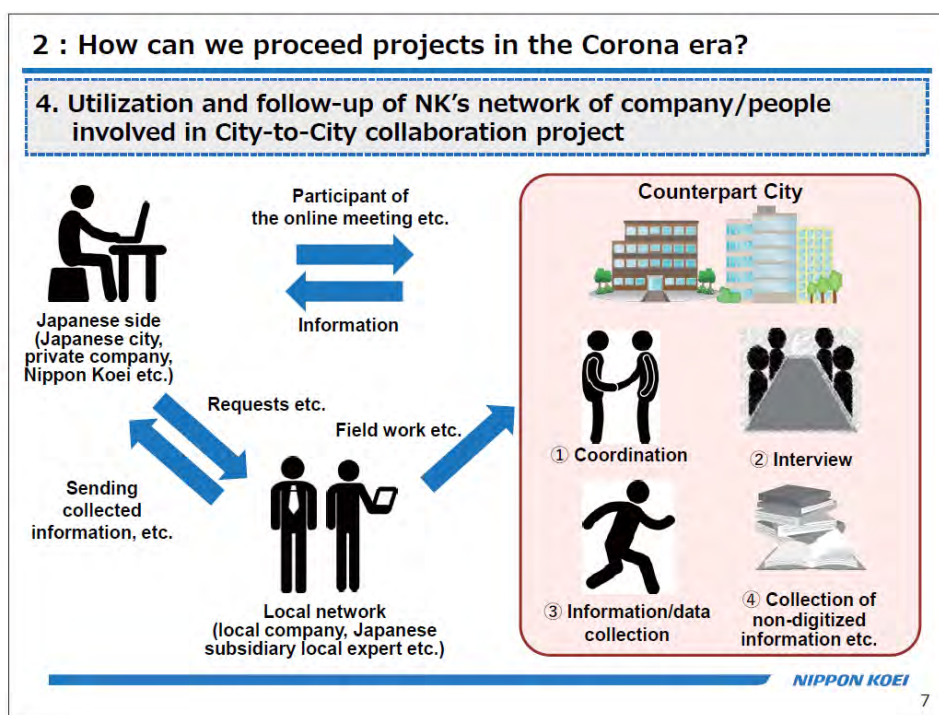 2 : How can we proceed projects in the Corona era?
4. Utilization and follow-up of NK's network of company/people
involved in City-to-City collaboration project
Participant of
the online meeting etc.
Information
Japanese side
(Japanese city,
private company,
Nippon Koei etc.)
Requests etc.
Field work etc.
Sending
collected
information, etc.
Local network
(local company, Japanese
subsidiary local expert etc.)
Counterpart City
① Coordination
② Interview
③ Information/data
collection
④ Collection of
non-digitized
information etc.
NIPPON KOEI
7